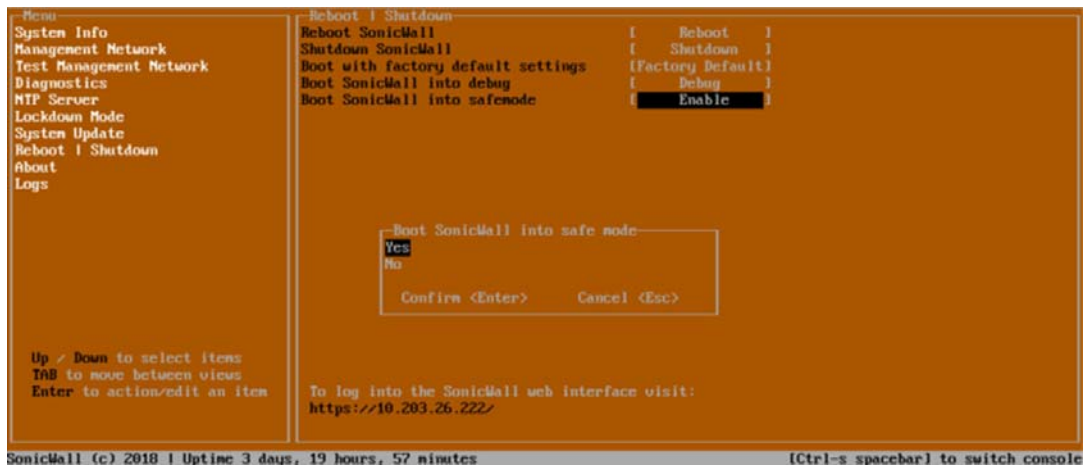 Menu
System Info
Management Network
Test Management Network
Diagnostics
NTP Server
Lockdown Mode
System Update
Reboot | Shutdown
About
Logs
Up / Down to select items
TAB to move between views
Enter to action/edit an item
Reboot | Shutdown
Reboot SonicWall [ Reboot ]
Shutdown SonicWall [ Shutdown ]
Boot with factory default settings [Factory Default]
Boot SonicWall into debug [ Debug ]
Boot SonicWall into safemode [ Enable ]
Boot SonicWall into safe mode
Yes
No
Confirm <Enter> Cancel <Esc>
To log into the SonicWall web interface visit:
https://10.203.26.222/
SonicWall (c) 2018 | Uptime 3 days, 19 hours, 57 minutes [Ctrl-s spacebar] to switch console